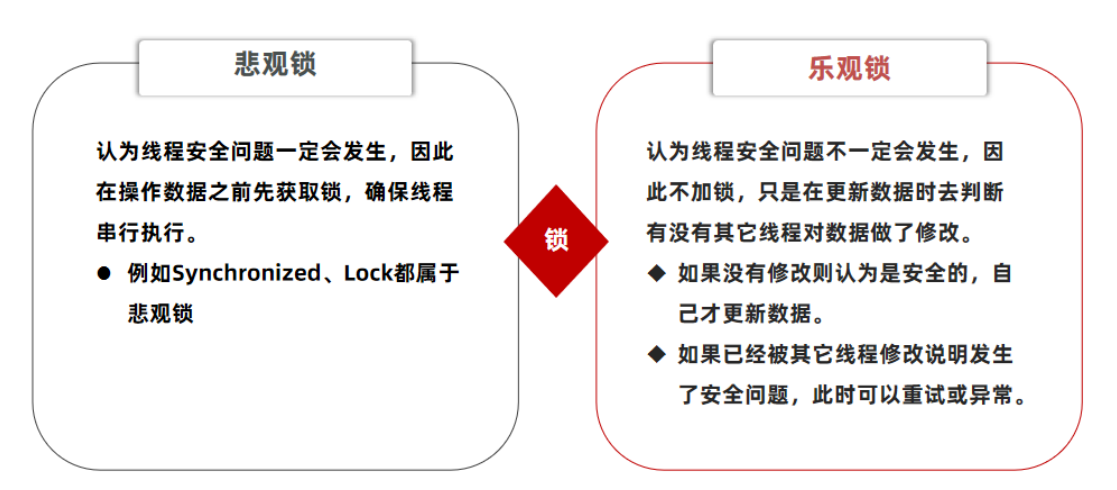 悲观锁
认为线程安全问题一定会发生，因此
在操作数据之前先获取锁，确保线程
串行执行。
● 例如Synchronized、Lock都属于
悲观锁
锁
乐观锁
认为线程安全问题不一定会发生，因
此不加锁，只是在更新数据时去判断
有没有其它线程对数据做了修改。
◆ 如果没有修改则认为是安全的，自
己才更新数据。
◆ 如果已经被其它线程修改说明发生
了安全问题，此时可以重试或异常。